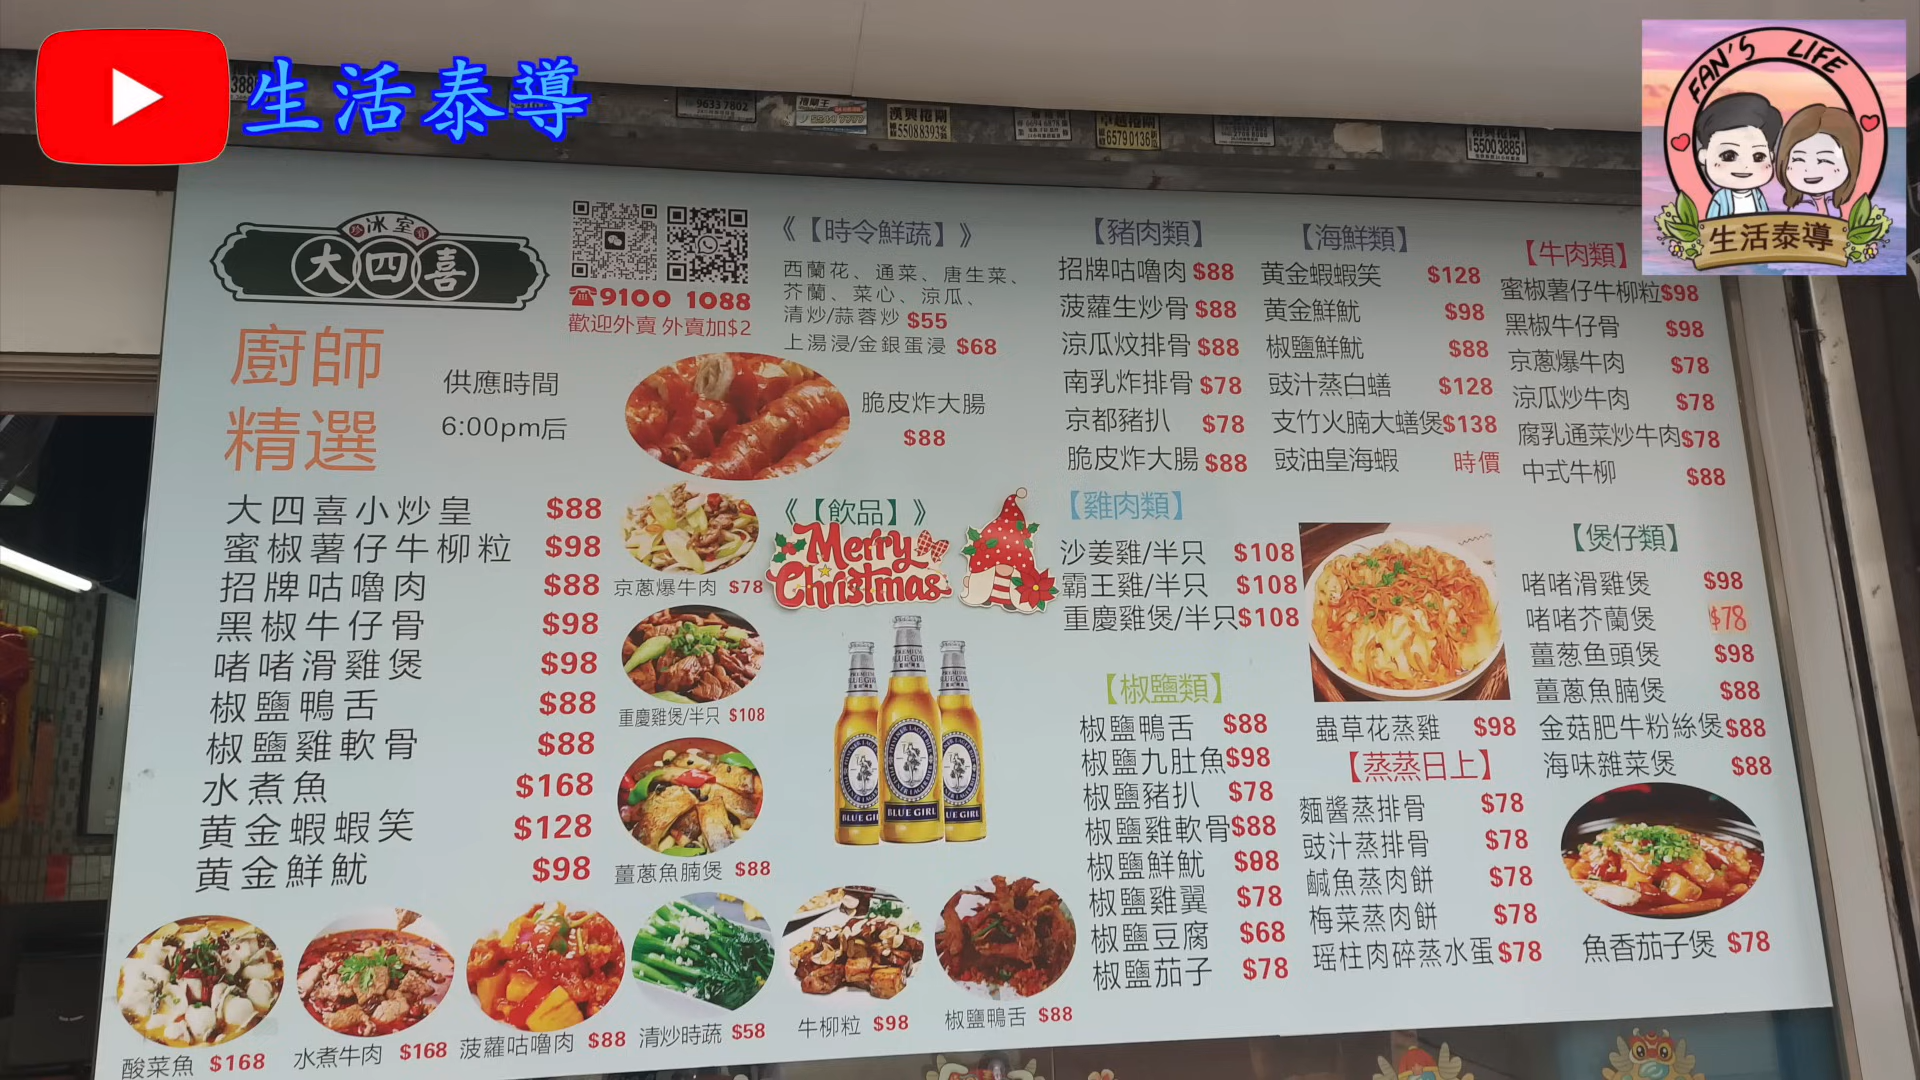 生活泰導
FAN'S LIFE
生活泰導
9633 7802
漢興捲閘
55088393
6579 0136
5500 3885
珍冰室寶
大四喜
☎9100 1088
歡迎外賣 外賣加$2
廚師
精選
供應時間
6:00pm后
大四喜小炒皇 $88
蜜椒薯仔牛柳粒 $98
招牌咕嚕肉 $88
黑椒牛仔骨 $98
啫啫滑雞煲 $98
椒鹽鴨舌 $88
椒鹽雞軟骨 $88
水煮魚 $168
黄金蝦蝦笑 $128
黄金鮮魷 $98
《【時令鮮蔬】》
西蘭花、通菜、唐生菜、
芥蘭、菜心、涼瓜、
清炒/蒜蓉炒 $55
上湯浸/金銀蛋浸 $68
脆皮炸大腸
$88
京蔥爆牛肉 $78
重慶雞煲/半只 $108
薑蔥魚腩煲 $88
《【飲品】》
Merry
Christmas
PREMIUM
BLUE GIRL
BLUE GIRL
【豬肉類】
招牌咕嚕肉 $88
菠蘿生炒骨 $88
涼瓜炆排骨 $88
南乳炸排骨 $78
京都豬扒 $78
脆皮炸大腸 $88
【雞肉類】
沙姜雞/半只 $108
霸王雞/半只 $108
重慶雞煲/半只 $108
【椒鹽類】
椒鹽鴨舌 $88
椒鹽九肚魚 $98
椒鹽豬扒 $78
椒鹽雞軟骨 $88
椒鹽鮮魷 $98
椒鹽雞翼 $78
椒鹽豆腐 $68
椒鹽茄子 $78
【海鮮類】
黄金蝦蝦笑 $128
黄金鮮魷 $98
椒鹽鮮魷 $88
豉汁蒸白蟮 $128
支竹火腩大蟮煲 $138
豉油皇海蝦 時價
蟲草花蒸雞 $98
【蒸蒸日上】
麵醬蒸排骨 $78
豉汁蒸排骨 $78
鹹魚蒸肉餅 $78
梅菜蒸肉餅 $78
瑶柱肉碎蒸水蛋 $78
【牛肉類】
蜜椒薯仔牛柳粒 $98
黑椒牛仔骨 $98
京蔥爆牛肉 $78
涼瓜炒牛肉 $78
腐乳通菜炒牛肉 $78
中式牛柳 $88
【煲仔類】
啫啫滑雞煲 $98
啫啫芥蘭煲 $78
薑葱鱼頭煲 $98
薑蔥魚腩煲 $88
金菇肥牛粉絲煲 $88
海味雜菜煲 $88
魚香茄子煲 $78
酸菜魚 $168
水煮牛肉 $168
菠蘿咕嚕肉 $88
清炒時蔬 $58
牛柳粒 $98
椒鹽鴨舌 $88